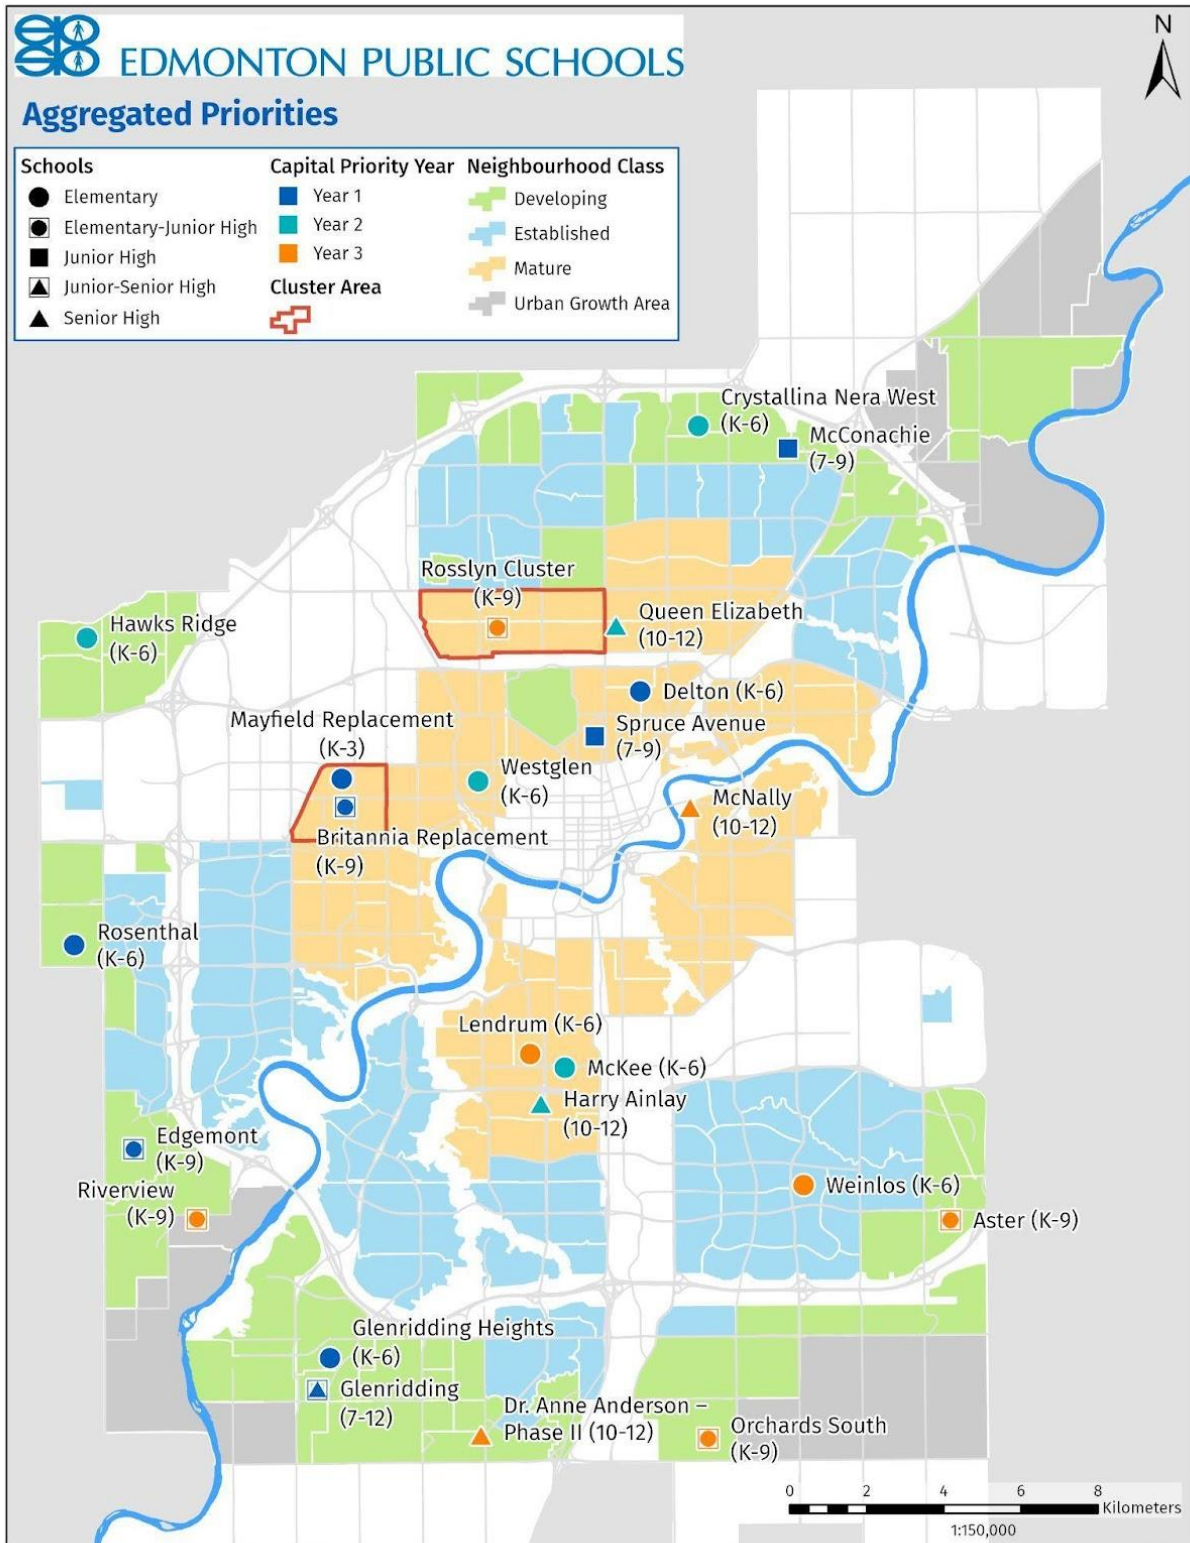 EDMONTON PUBLIC SCHOOLS
N
Aggregated Priorities
Schools
Elementary
Elementary-Junior High
Junior High
Junior-Senior High
Senior High
Capital Priority Year
Year 1
Year 2
Year 3
Cluster Area
Neighbourhood Class
Developing
Established
Mature
Urban Growth Area
Crystallina Nera West
(K-6)
McConachie
(7-9)
Rosslyn Cluster
(K-9)
Queen Elizabeth
(10-12)
Hawks Ridge
(K-6)
Delton (K-6)
Mayfield Replacement
(K-3)
Spruce Avenue
(7-9)
Westglen
(K-6)
McNally
(10-12)
Britannia Replacement
(K-9)
Rosenthal
(K-6)
Lendrum (K-6)
McKee (K-6)
Harry Ainlay
(10-12)
Edgemont
(K-9)
Riverview
(K-9)
Weinlos (K-6)
Aster (K-9)
Glenridding Heights
(K-6)
Glenridding
(7-12)
Dr. Anne Anderson –
Phase II (10-12)
Orchards South
(K-9)
0 2 4 6 8
Kilometers
1:150,000